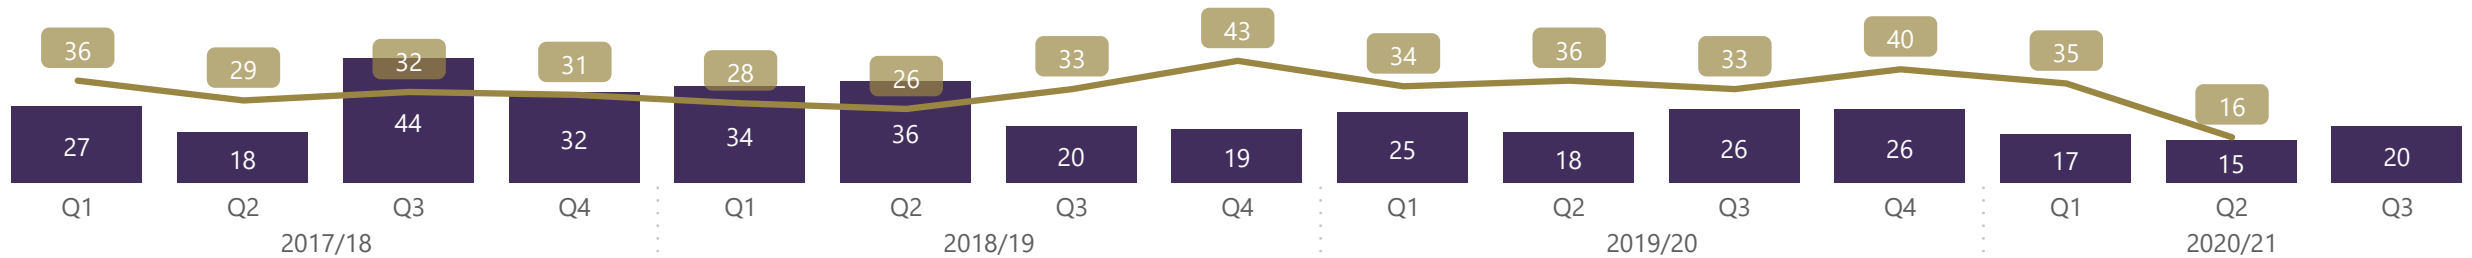 36 29 32 31 28 26 33 43 34 36 33 40 35 16
27 18 44 32 34 36 20 19 25 18 26 26 17 15 20
Q1 Q2 Q3 Q4 Q1 Q2 Q3 Q4 Q1 Q2 Q3 Q4 Q1 Q2 Q3
2017/18 2018/19 2019/20 2020/21